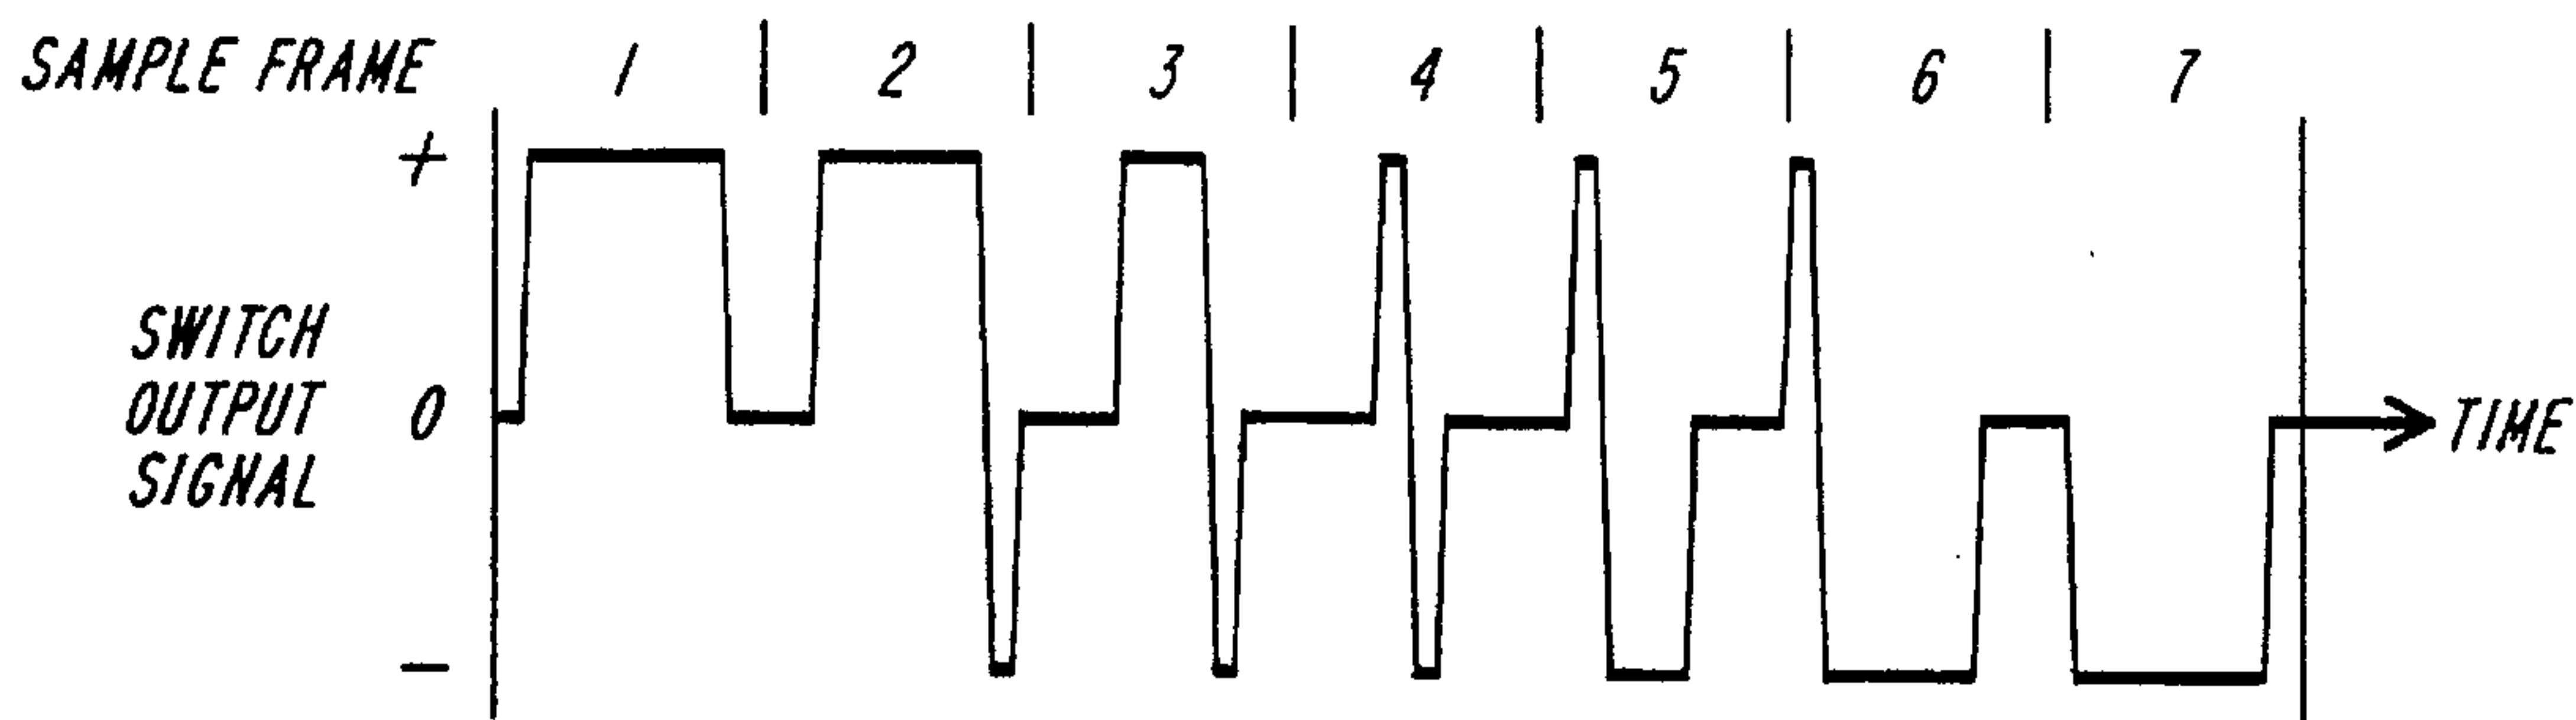 SAMPLE FRAME 1 | 2 | 3 | 4 | 5 | 6 | 7
+
SWITCH
OUTPUT 0
SIGNAL
TIME
−